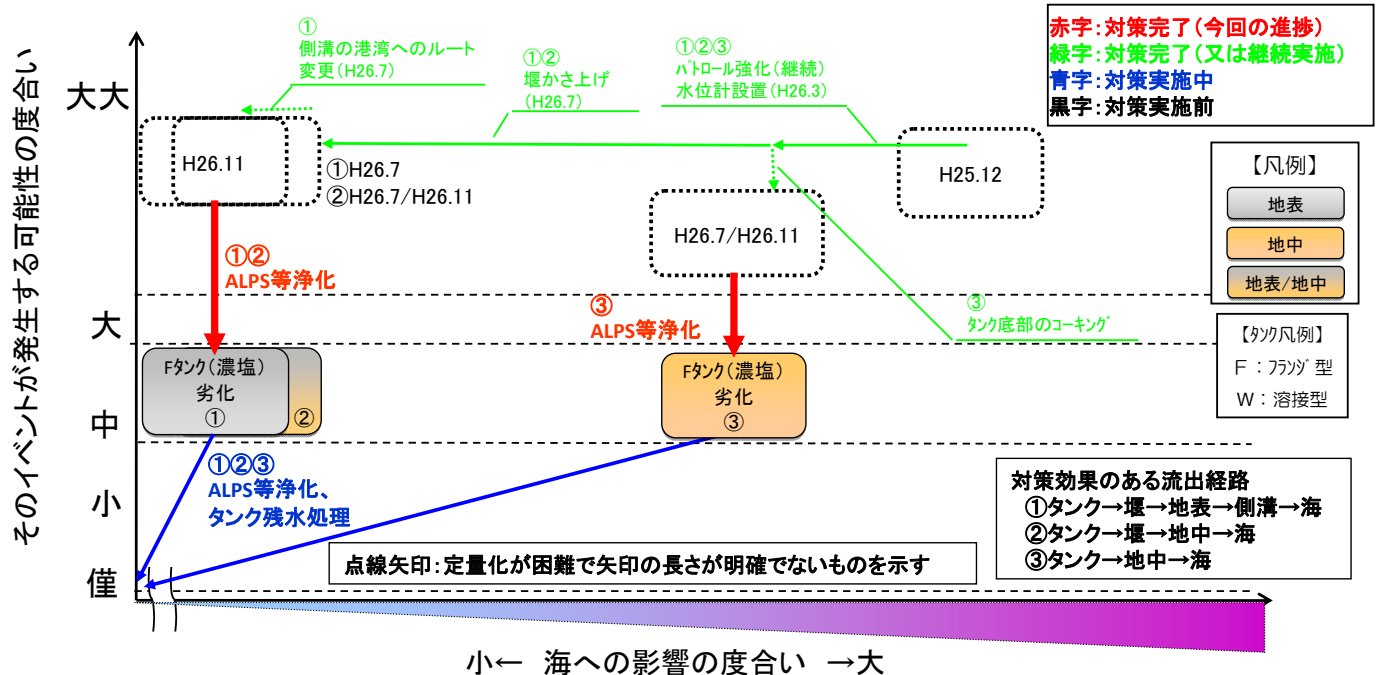 そのイベントが発生する可能性の度合い
大大
大
中
小
僅
①
側溝の港湾へのルート
変更(H26.7)
①②
堰かさ上げ
(H26.7)
①②③
ﾊﾟﾄﾛｰﾙ強化(継続)
水位計設置(H26.3)
赤字:対策完了(今回の進捗)
緑字:対策完了(又は継続実施)
青字:対策実施中
黒字:対策実施前
H26.11
①H26.7
②H26.7/H26.11
H26.7/H26.11
H25.12
【凡例】
地表
地中
地表/地中
①②
ALPS等浄化
③
ALPS等浄化
③
ﾀﾝｸ底部のｺｰｷﾝｸﾞ
【ﾀﾝｸ凡例】
F:ﾌﾗﾝｼﾞ型
W:溶接型
Fﾀﾝｸ(濃塩)
劣化
①
②
Fﾀﾝｸ(濃塩)
劣化
③
①②③
ALPS等浄化、
タンク残水処理
対策効果のある流出経路
①タンク→堰→地表→側溝→海
②タンク→堰→地中→海
③タンク→地中→海
点線矢印:定量化が困難で矢印の長さが明確でないものを示す
小← 海への影響の度合い →大